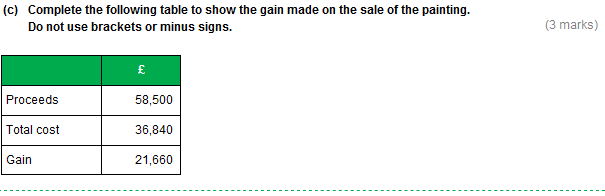 (c) Complete the following table to show the gain made on the sale of the painting.
Do not use brackets or minus signs.
(3 marks)
£
Proceeds 58,500
Total cost 36,840
Gain 21,660